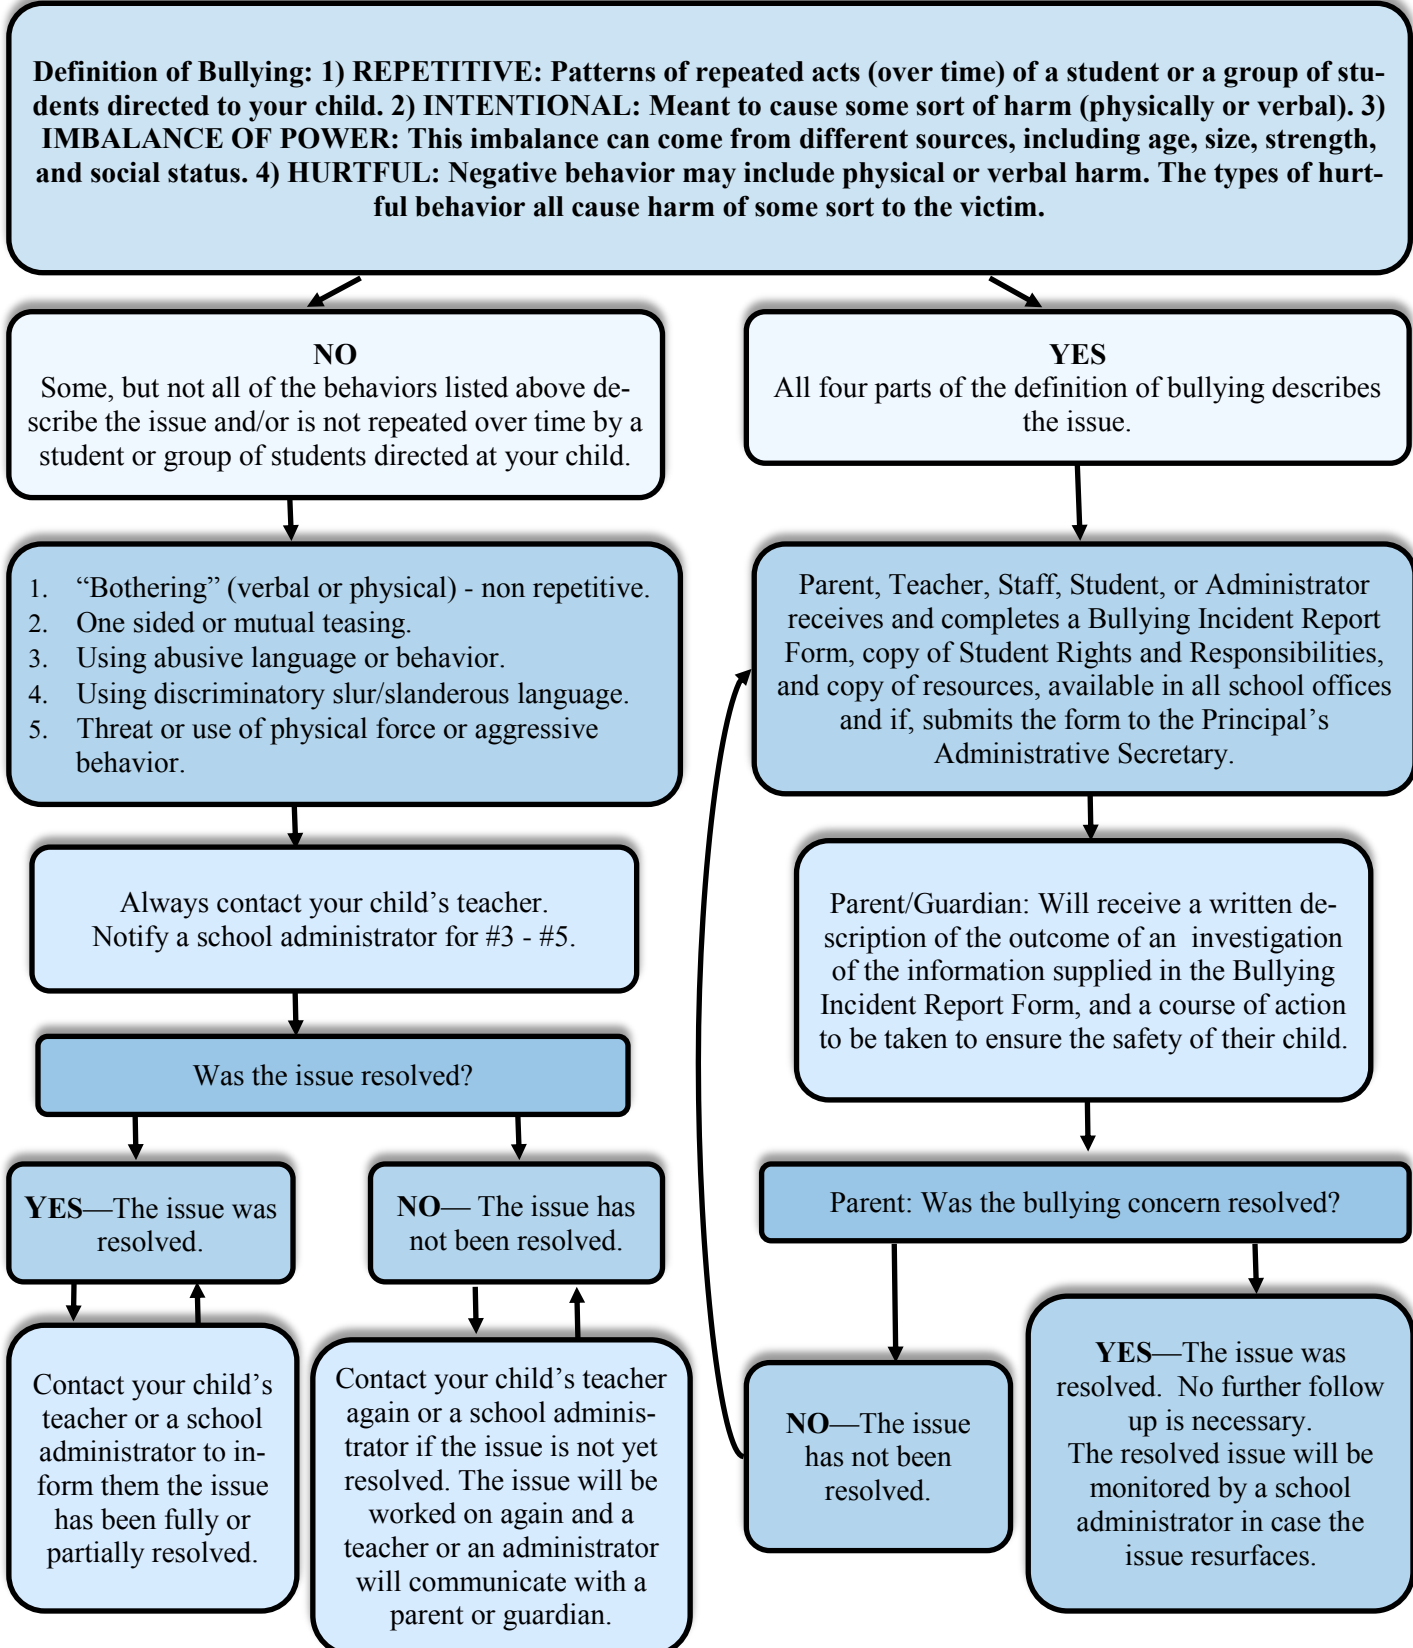 Definition of Bullying: 1) REPETITIVE: Patterns of repeated acts (over time) of a student or a group of stu-
dents directed to your child. 2) INTENTIONAL: Meant to cause some sort of harm (physically or verbal). 3)
IMBALANCE OF POWER: This imbalance can come from different sources, including age, size, strength,
and social status. 4) HURTFUL: Negative behavior may include physical or verbal harm. The types of hurt-
ful behavior all cause harm of some sort to the victim.
NO
Some, but not all of the behaviors listed above de-
scribe the issue and/or is not repeated over time by a
student or group of students directed at your child.
1. “Bothering” (verbal or physical) - non repetitive.
2. One sided or mutual teasing.
3. Using abusive language or behavior.
4. Using discriminatory slur/slanderous language.
5. Threat or use of physical force or aggressive
behavior.
Always contact your child’s teacher.
Notify a school administrator for #3 - #5.
Was the issue resolved?
YES—The issue was
resolved.
Contact your child’s
teacher or a school
administrator to in-
form them the issue
has been fully or
partially resolved.
NO— The issue has
not been resolved.
Contact your child’s teacher
again or a school adminis-
trator if the issue is not yet
resolved. The issue will be
worked on again and a
teacher or an administrator
will communicate with a
parent or guardian.
YES
All four parts of the definition of bullying describes
the issue.
Parent, Teacher, Staff, Student, or Administrator
receives and completes a Bullying Incident Report
Form, copy of Student Rights and Responsibilities,
and copy of resources, available in all school offices
and if, submits the form to the Principal’s
Administrative Secretary.
Parent/Guardian: Will receive a written de-
scription of the outcome of an investigation
of the information supplied in the Bullying
Incident Report Form, and a course of action
to be taken to ensure the safety of their child.
Parent: Was the bullying concern resolved?
NO—The issue
has not been
resolved.
YES—The issue was
resolved. No further follow
up is necessary.
The resolved issue will be
monitored by a school
administrator in case the
issue resurfaces.